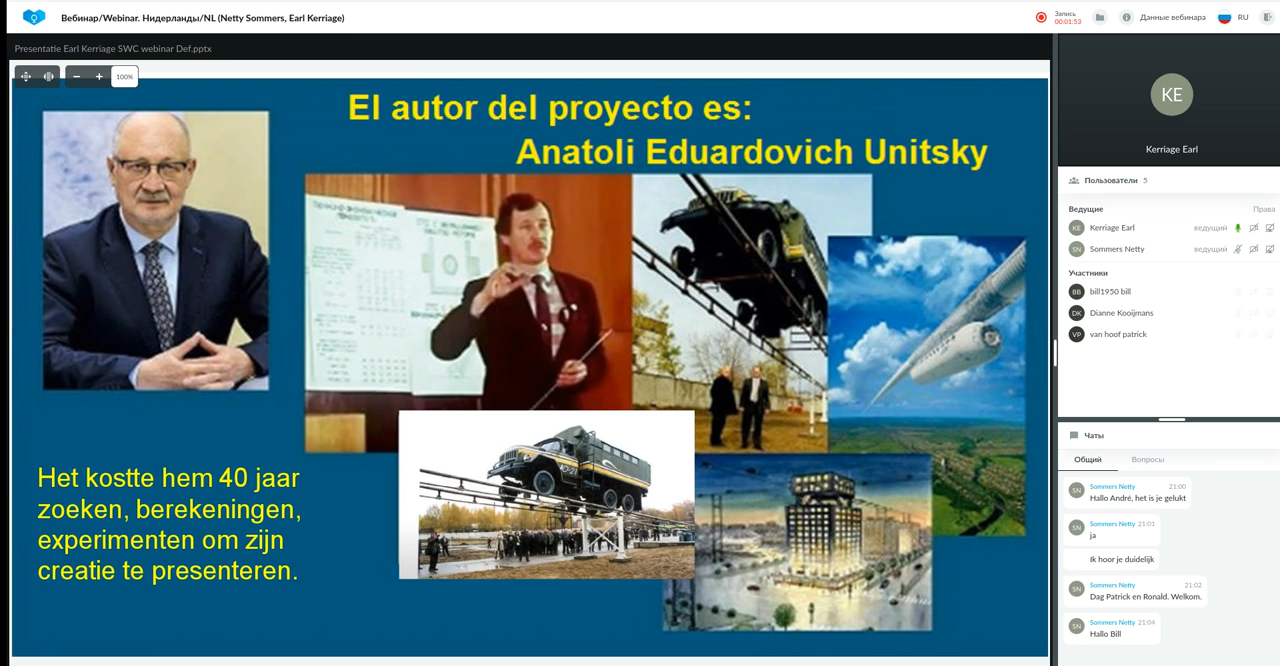 Вебинар/Webinar. Нидерланды/NL (Netty Sommers, Earl Kerriage)
Запись
00:01:53
Данные вебинара
RU
Presentatie Earl Kerriage SWC webinar Def.pptx
100%
El autor del proyecto es:
Anatoli Eduardovich Unitsky
Het kostte hem 40 jaar
zoeken, berekeningen,
experimenten om zijn
creatie te presenteren.
KE
Kerriage Earl
Пользователи 5
Ведущие Права
KE Kerriage Earl ведущий
SN Sommers Netty ведущий
Участники
BB bill1950 bill
DK Dianne Kooijmans
VP van hoof patrick
Чаты
Общий Вопросы
SN Sommers Netty 21:00
Hallo André, het is je gelukt
SN Sommers Netty 21:01
ja
Ik hoor je duidelijk
SN Sommers Netty 21:02
Dag Patrick en Ronald. Welkom.
SN Sommers Netty 21:04
Hallo Bill